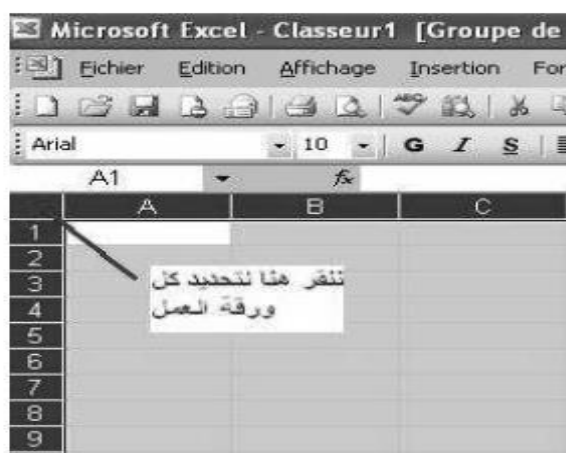 Microsoft Excel - Classeur1 [Groupe de
Fichier Edition Affichage Insertion For
Arial 10 G I S
A1 fx
A B C
1
2
3
4
5
6
7
8
9
ننقر هنا لتحديد كل
ورقة العمل